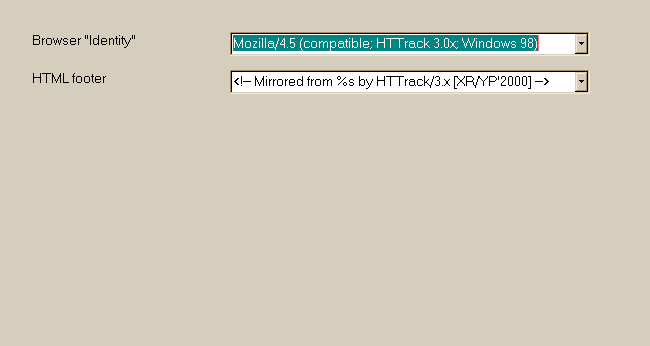 Browser "Identity"
Mozilla/4.5 (compatible; HTTrack 3.0x; Windows 98)
HTML footer
<!-- Mirrored from %s by HTTrack/3.x [XR/YP'2000] -->